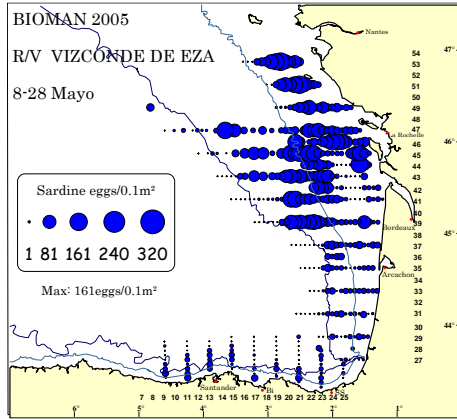 BIOMAN 2005
R/V VIZCONDE DE EZA
8-28 Mayo
Nantes
47°
La Rochelle
46°
Sardine eggs/0.1m²
1 81 161 240 320
Max: 161eggs/0.1m²
Bordeaux
45°
Arcachon
44°
54
53
52
51
50
49
48
47
46
45
44
43
42
41
40
39
38
37
36
35
34
33
32
31
30
29
28
27
Santander
Bi
SS
7 8 9 10 11 12 13 14 15 16 17 18 19 20 21 22 23 24 25
6° 5° 4° 3° 2° 1°